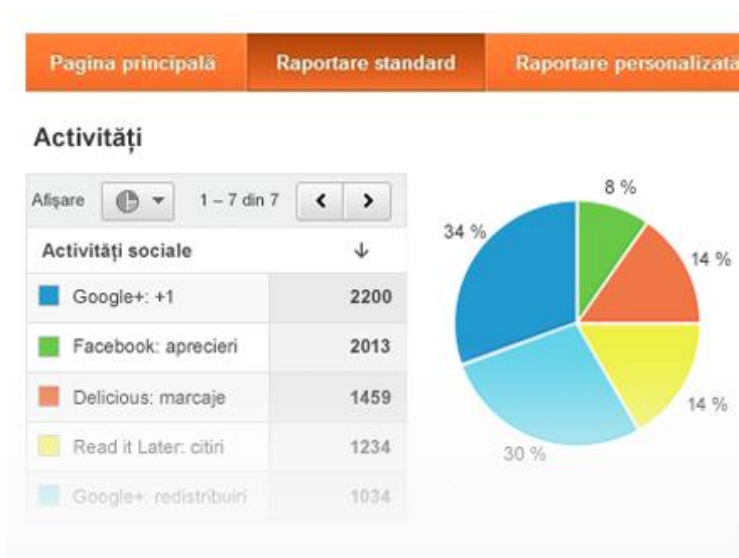 Pagina principală Raportare standard Raportare personalizată
Activități
Afișare 1 – 7 din 7
Activități sociale
Google+: +1 2200
Facebook: aprecieri 2013
Delicious: marcaje 1459
Read it Later: citiri 1234
Google+: redistribuiri 1034
8 %
34 %
14 %
14 %
30 %